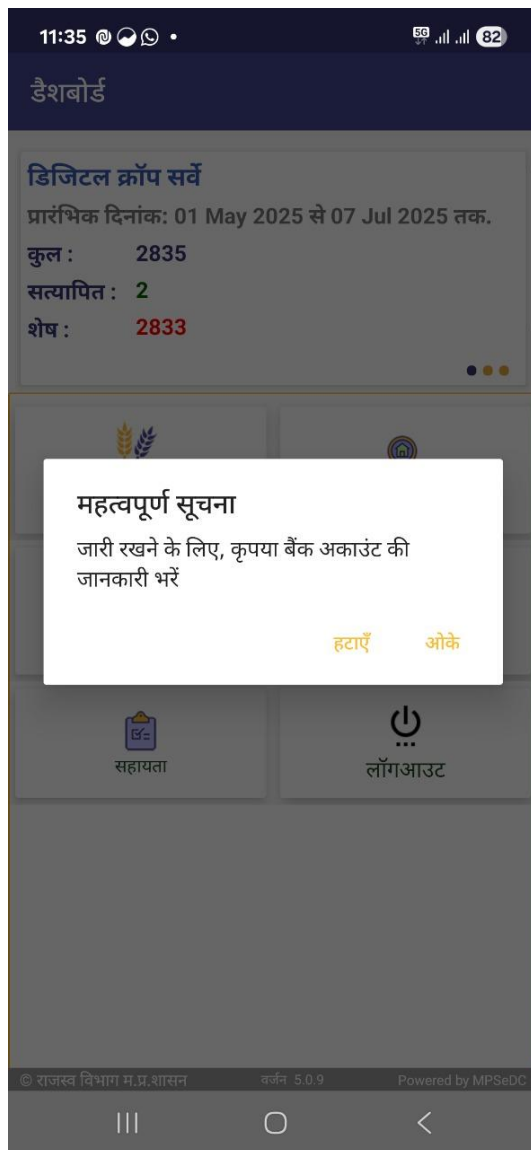 11:35
5G
82
डैशबोर्ड
डिजिटल क्रॉप सर्वे
प्रारंभिक दिनांक: 01 May 2025 से 07 Jul 2025 तक.
कुल : 2835
सत्यापित : 2
शेष : 2833
महत्वपूर्ण सूचना
जारी रखने के लिए, कृपया बैंक अकाउंट की
जानकारी भरें
हटाएँ ओके
सहायता लॉगआउट
© राजस्व विभाग म.प्र.शासन वर्जन 5.0.9 Powered by MPSeDC